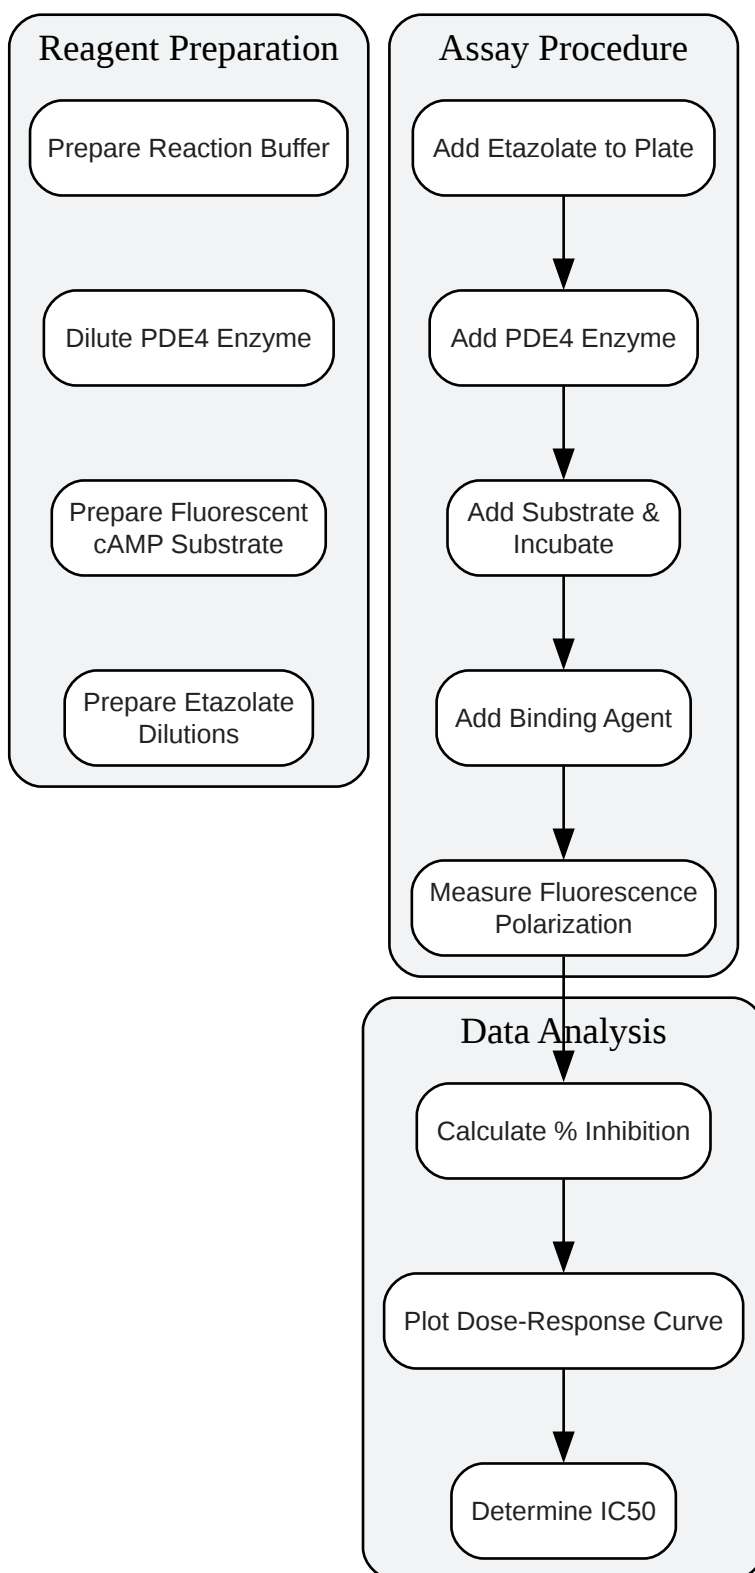 Reagent Preparation
Prepare Reaction Buffer
Dilute PDE4 Enzyme
Prepare Fluorescent
cAMP Substrate
Prepare Etazolate
Dilutions
Assay Procedure
Add Etazolate to Plate
Add PDE4 Enzyme
Add Substrate &
Incubate
Add Binding Agent
Measure Fluorescence
Polarization
Data Analysis
Calculate % Inhibition
Plot Dose-Response Curve
Determine IC50